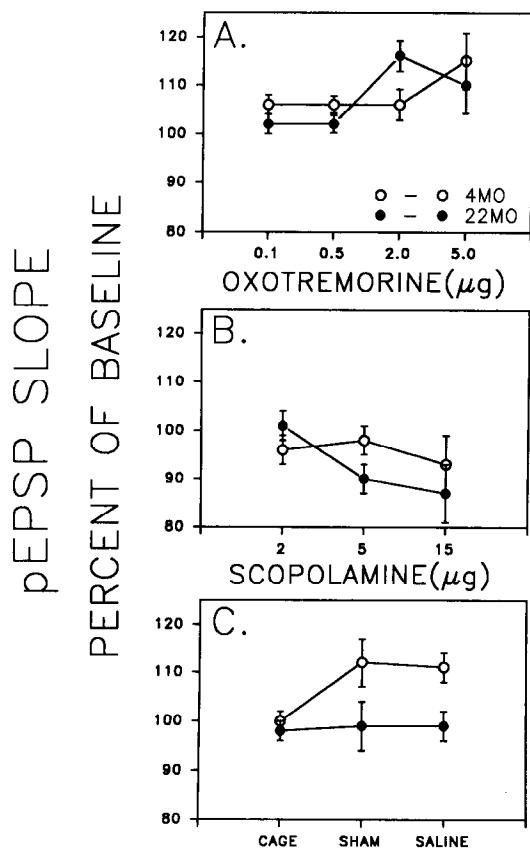 pEPSP SLOPE
PERCENT OF BASELINE
A.
120
110
100
90
80
4MO
22MO
0.1 0.5 2.0 5.0
OXOTREMORINE(μg)
B.
120
110
100
90
80
2 5 15
SCOPOLAMINE(μg)
C.
120
110
100
90
80
CAGE SHAM SALINE